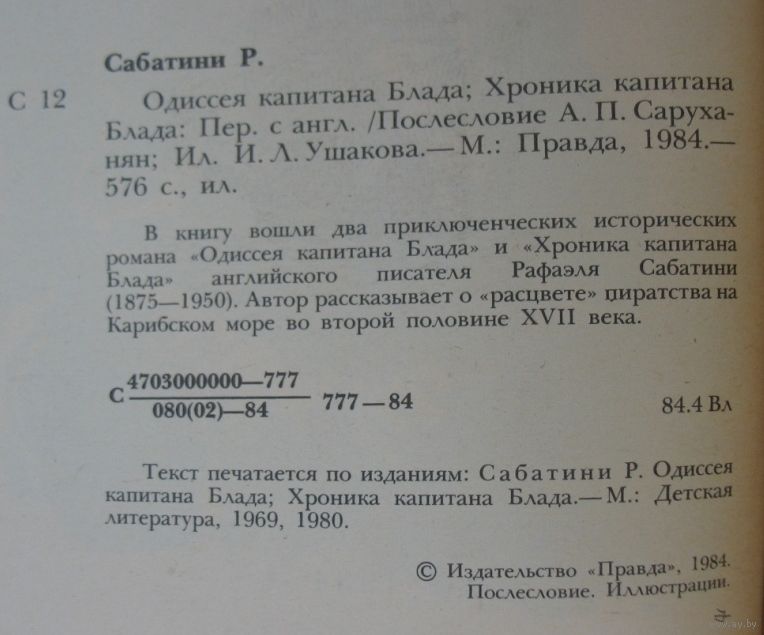 Сабатини Р.
С 12
Одиссея капитана Блада; Хроника капитана
Блада: Пер. с англ. /Послесловие А. П. Саруха-
нян; Ил. И. Л. Ушакова.— М.: Правда, 1984.—
576 с., ил.
В книгу вошли два приключенческих исторических
романа «Одиссея капитана Блада» и «Хроника капитана
Блада» английского писателя Рафаэля Сабатини
(1875—1950). Автор рассказывает о «расцвете» пиратства на
Карибском море во второй половине XVII века.
С 4703000000—777
080(02)—84
777—84
84.4 Вл
Текст печатается по изданиям: Сабатини Р. Одиссея
капитана Блада; Хроника капитана Блада.— М.: Детская
литература, 1969, 1980.
© Издательство «Правда», 1984.
Послесловие. Иллюстрации.